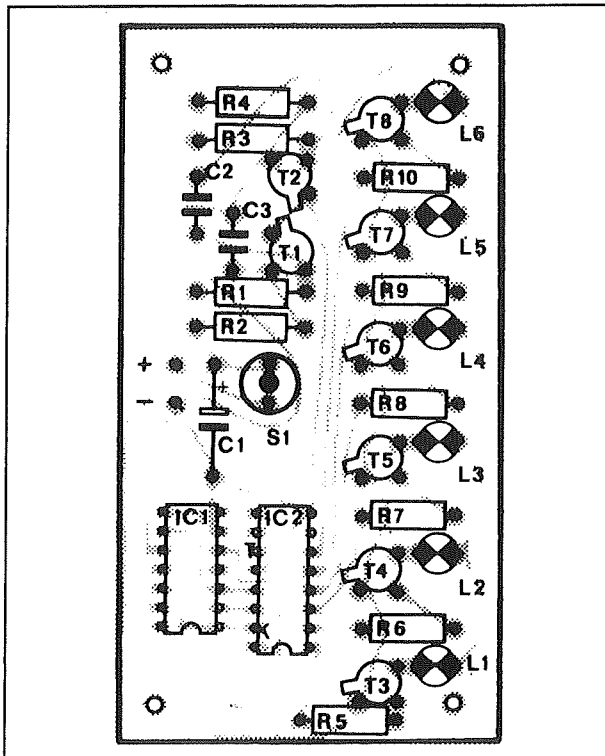 R4
T8
L6
R3
C2
T2
R10
C3
T7
L5
T1
R1
R9
R2
T6
L4
+
+
R8
−
S1
C1
T5
L3
IC1
IC2
R7
T4
L2
R6
L1
T3
R5